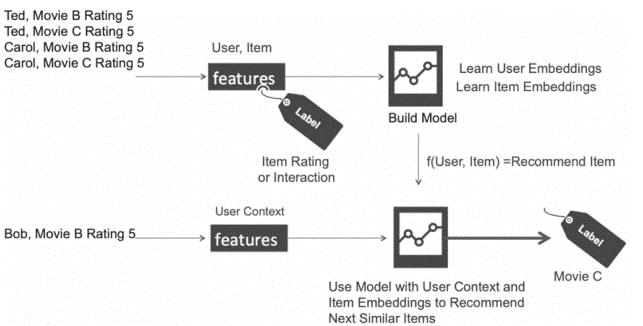 Ted, Movie B Rating 5
Ted, Movie C Rating 5
Carol, Movie B Rating 5
Carol, Movie C Rating 5
User, Item
features
Label
Item Rating
or Interaction
Learn User Embeddings
Learn Item Embeddings
Build Model
f(User, Item) =Recommend Item
Bob, Movie B Rating 5
User Context
features
Label
Movie C
Use Model with User Context and
Item Embeddings to Recommend
Next Similar Items